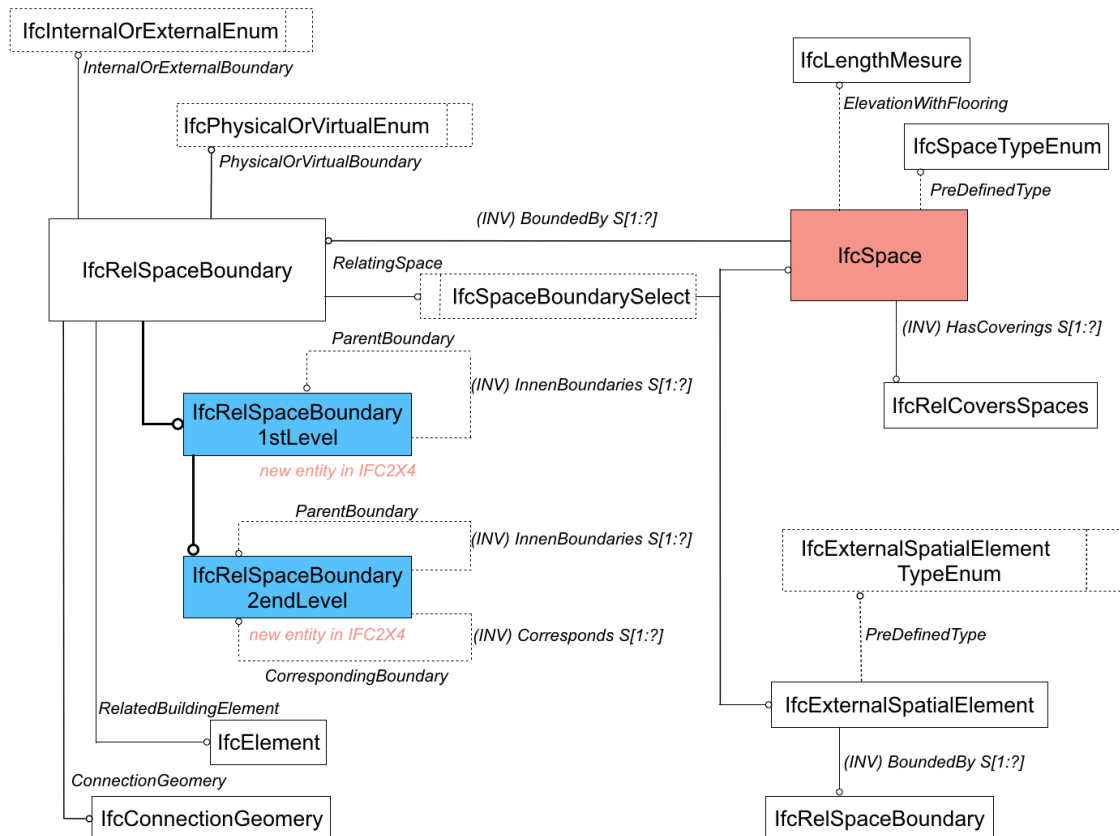 IfcInternalOrExternalEnum
InternalOrExternalBoundary
IfcLengthMesure
ElevationWithFlooring
IfcPhysicalOrVirtualEnum
PhysicalOrVirtualBoundary
IfcSpaceTypeEnum
PreDefinedType
(INV) BoundedBy S[1:?]
IfcRelSpaceBoundary
RelatingSpace
IfcSpaceBoundarySelect
IfcSpace
(INV) HasCoverings S[1:?]
IfcRelCoversSpaces
ParentBoundary
(INV) InnenBoundaries S[1:?]
IfcRelSpaceBoundary
1stLevel
new entity in IFC2X4
ParentBoundary
(INV) InnenBoundaries S[1:?]
IfcRelSpaceBoundary
2endLevel
new entity in IFC2X4
(INV) Corresponds S[1:?]
CorrespondingBoundary
IfcExternalSpatialElement
TypeEnum
PreDefinedType
IfcExternalSpatialElement
(INV) BoundedBy S[1:?]
IfcRelSpaceBoundary
RelatedBuildingElement
IfcElement
ConnectionGeomery
IfcConnectionGeomery